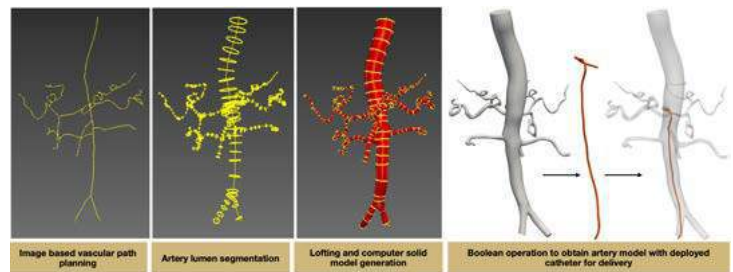 Image based vascular path
planning
Artery lumen segmentation
Lofting and computer solid
model generation
Boolean operation to obtain artery model with deployed
catheter for delivery